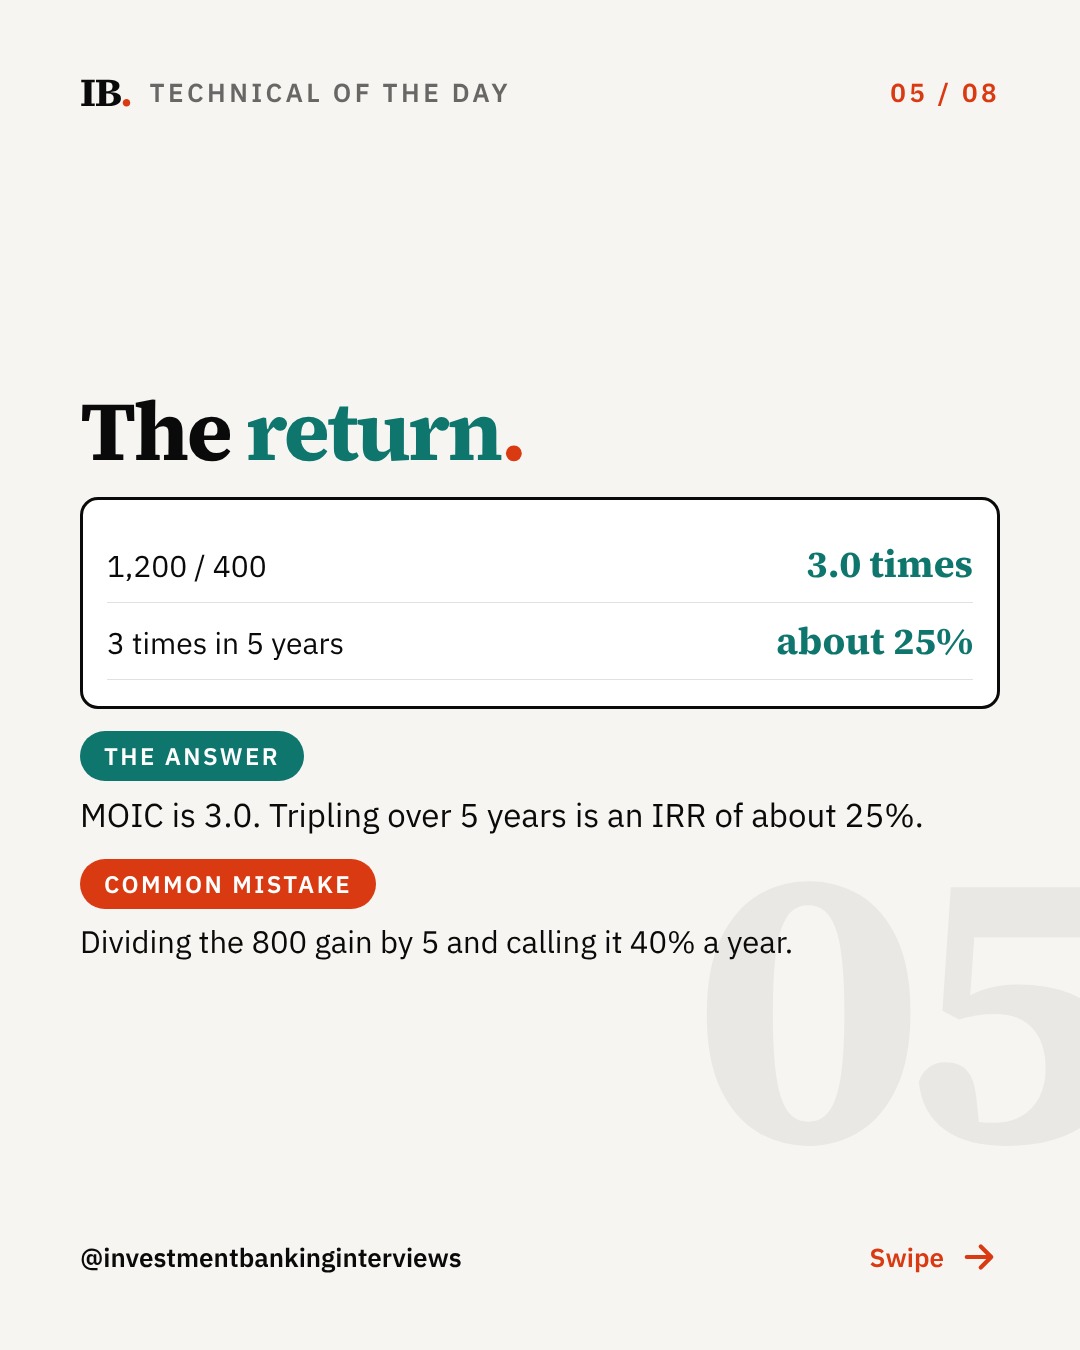 IB. TECHNICAL OF THE DAY
05 / 08
The return.
1,200 / 400 3.0 times
3 times in 5 years about 25%
THE ANSWER
MOIC is 3.0. Tripling over 5 years is an IRR of about 25%.
COMMON MISTAKE
Dividing the 800 gain by 5 and calling it 40% a year.
05
@investmentbankinginterviews
Swipe →